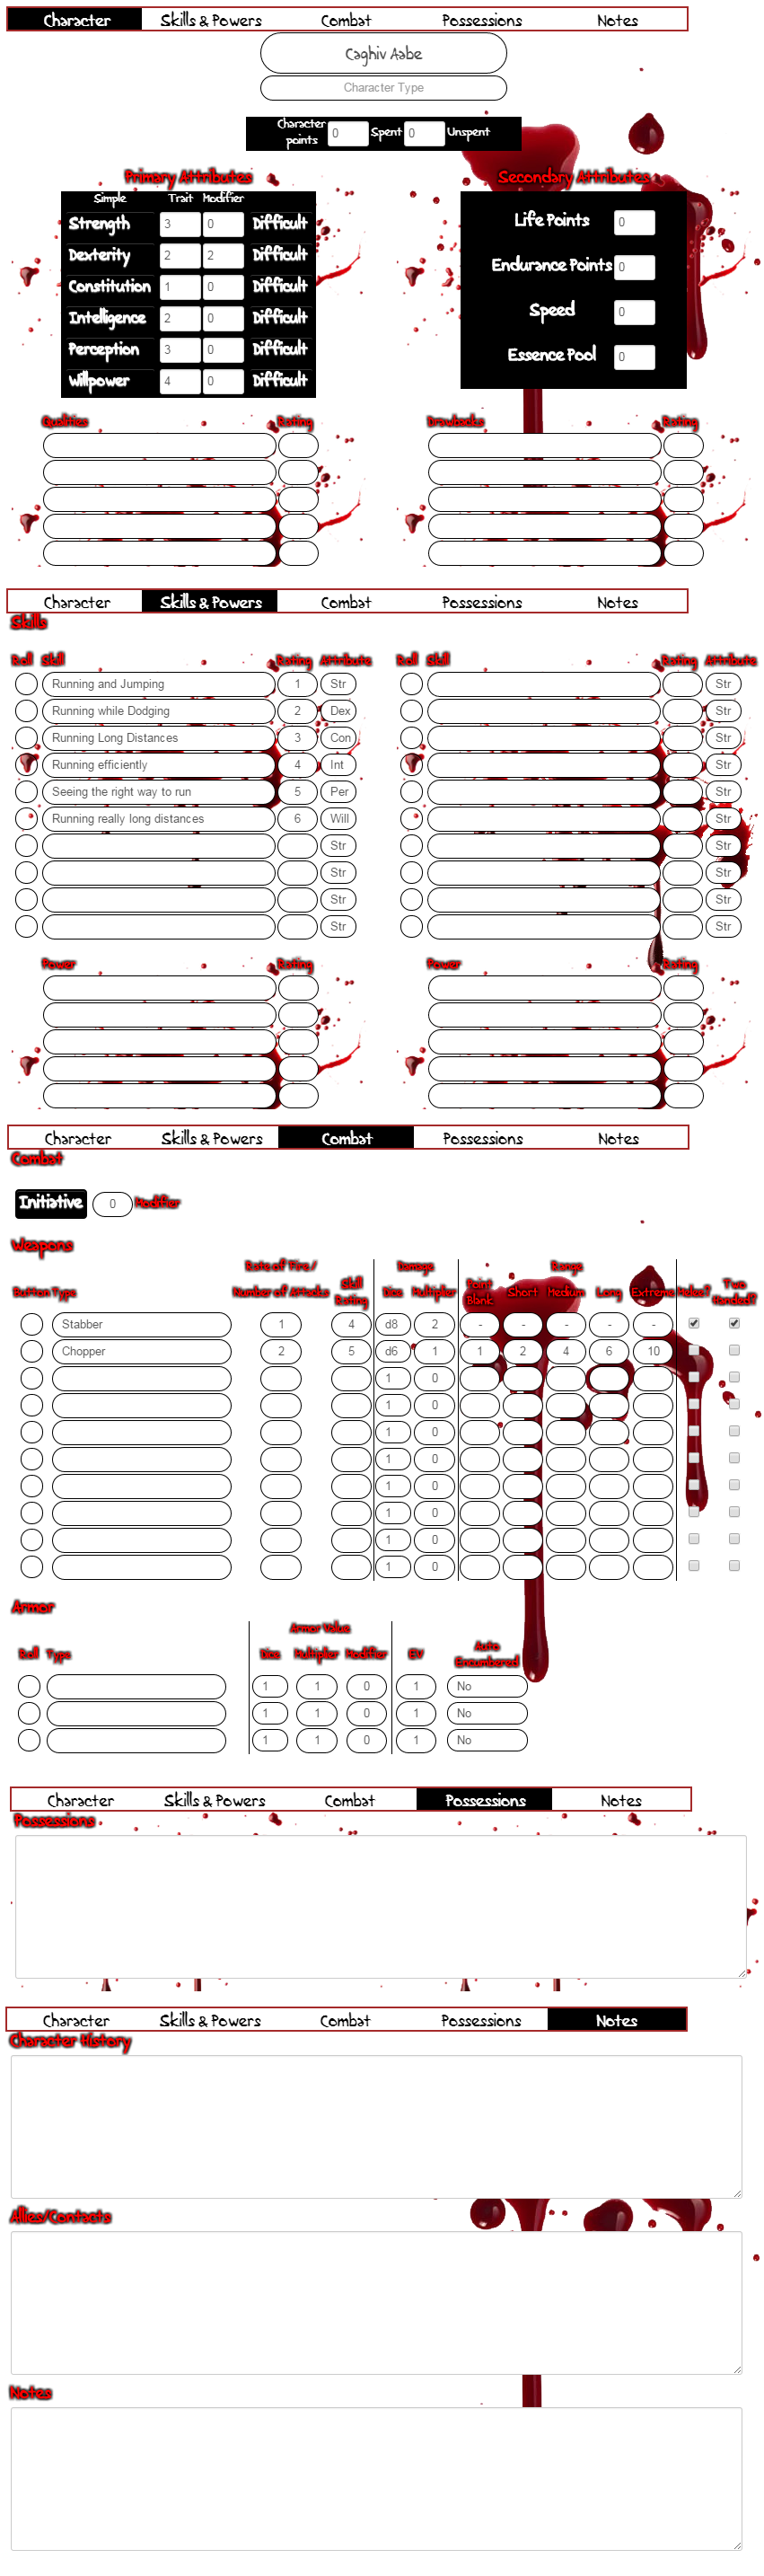 Character Skills & Powers Combat Possessions Notes
Caghiv Aabe
Character Type
Character points 0 Spent 0 Unspent
Primary Attributes Secondary Attributes
Simple Trait Modifier
Strength 3 0 Difficult
Dexterity 2 2 Difficult
Constitution 1 0 Difficult
Intelligence 2 0 Difficult
Perception 3 0 Difficult
Willpower 4 0 Difficult
Life Points 0
Endurance Points 0
Speed 0
Essence Pool 0
Qualities Rating Drawbacks Rating
Character Skills & Powers Combat Possessions Notes
Skills
Roll Skill Rating Attribute Roll Skill Rating Attribute
Running and Jumping 1 Str Str
Running while Dodging 2 Dex Str
Running Long Distances 3 Con Str
Running efficiently 4 Int Str
Seeing the right way to run 5 Per Str
Running really long distances 6 Will Str
Str Str
Str Str
Str Str
Str Str
Power Rating Power Rating
Character Skills & Powers Combat Possessions Notes
Combat
Initiative 0 Modifier
Weapons
Rate of Fire / Damage Range
Button Type Number of Attacks Skill Rating Dice Multiplier Point Blank Short Medium Long Extreme Melee? Two Handed?
Stabber 1 4 d8 2 - - - - -
Chopper 2 5 d6 1 1 2 4 6 10
1 0
1 0
1 0
1 0
1 0
1 0
1 0
1 0
Armor
Armor Value
Roll Type Dice Multiplier Modifier EV Auto Encumbered
1 1 0 1 No
1 1 0 1 No
1 1 0 1 No
Character Skills & Powers Combat Possessions Notes
Possessions
Character Skills & Powers Combat Possessions Notes
Character History
Allies/Contacts
Notes